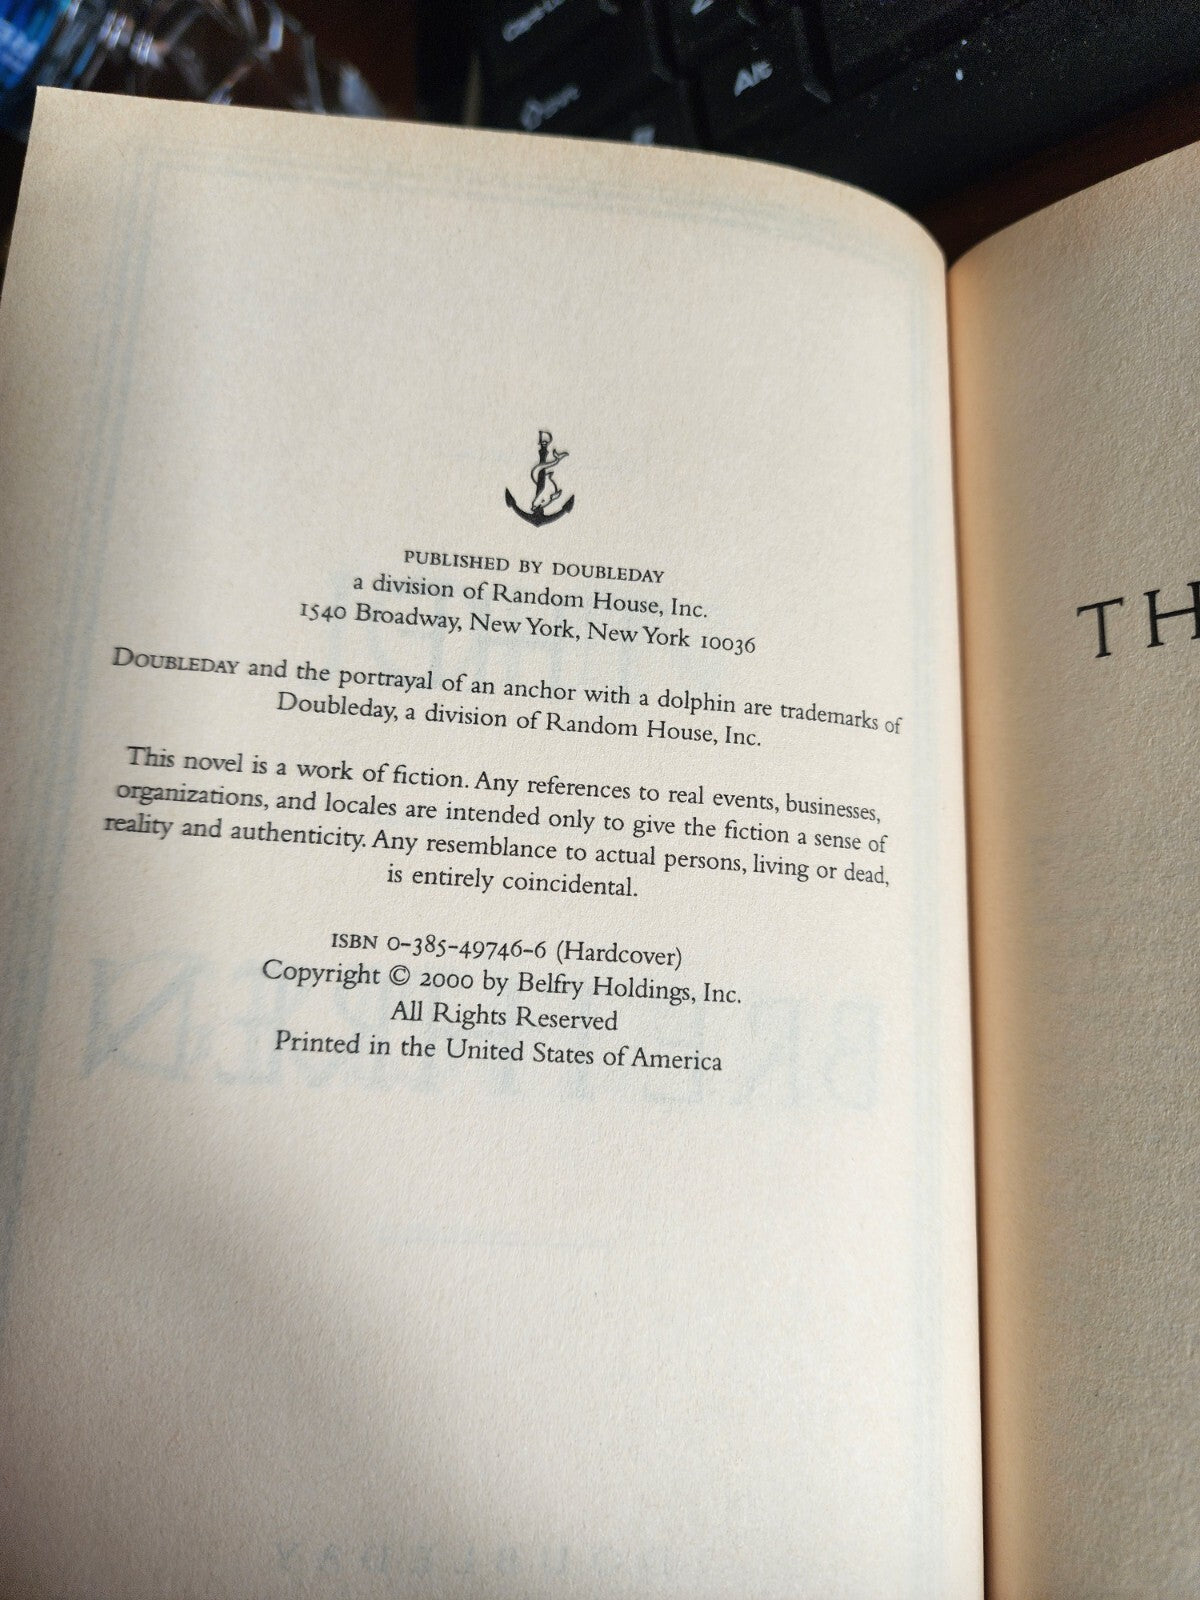 Alt
D
PUBLISHED BY DOUBLEDAY
a division of Random House, Inc.
1540 Broadway, New York, New York 10036
DOUBLEDAY and the portrayal of an anchor with a dolphin are trademarks of
Doubleday, a division of Random House, Inc.
This novel is a work of fiction. Any references to real events, businesses,
organizations, and locales are intended only to give the fiction a sense of
reality and authenticity. Any resemblance to actual persons, living or dead,
is entirely coincidental.
ISBN 0-385-49746-6 (Hardcover)
Copyright © 2000 by Belfry Holdings, Inc.
All Rights Reserved
Printed in the United States of America
TH